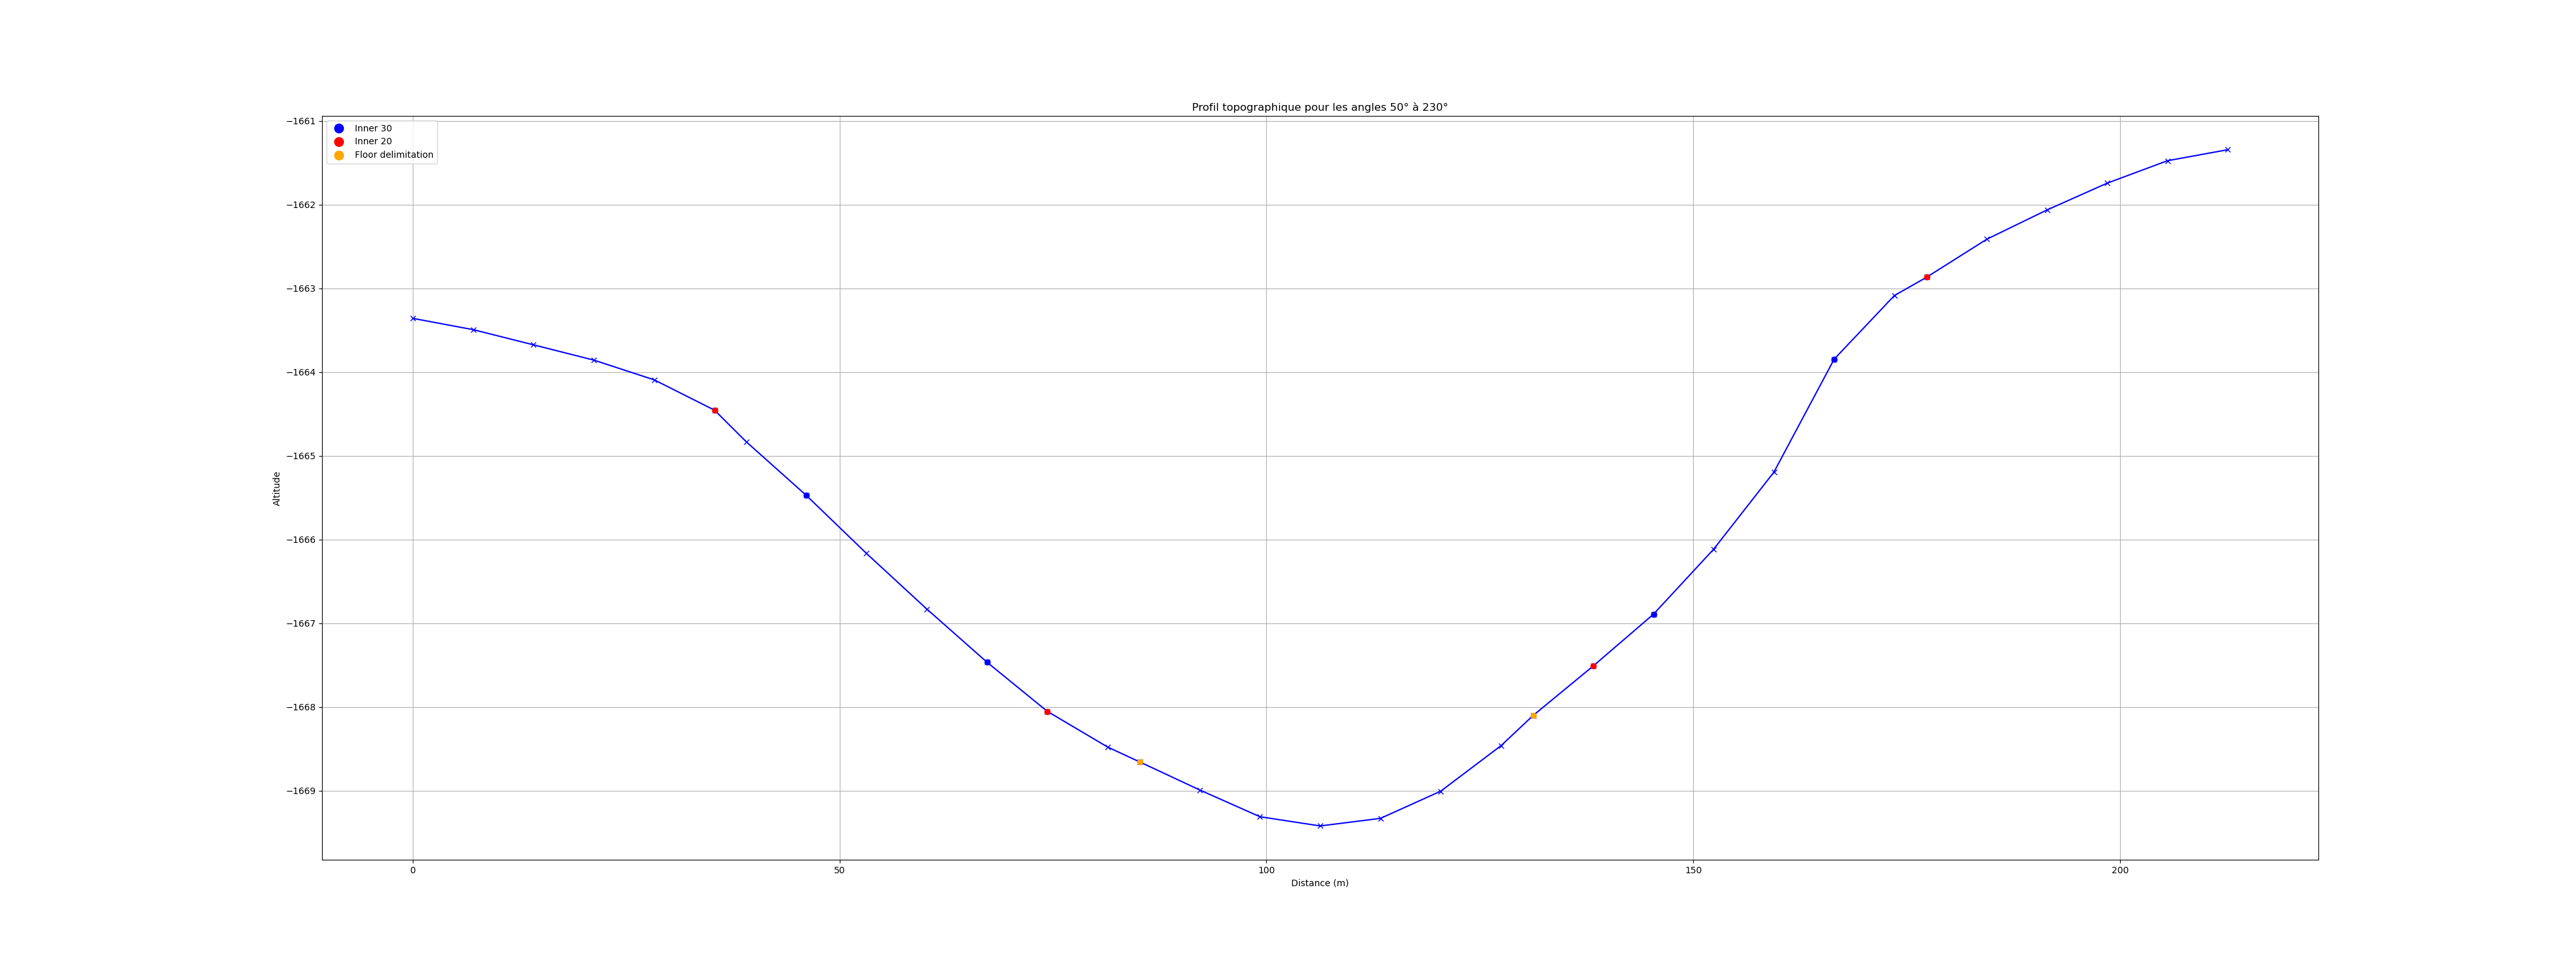 Profil topographique pour les angles 50° à 230°
Inner 30
Inner 20
Floor delimitation
−1661
−1662
−1663
−1664
−1665
−1666
−1667
−1668
−1669
Altitude
0 50 100 150 200
Distance (m)